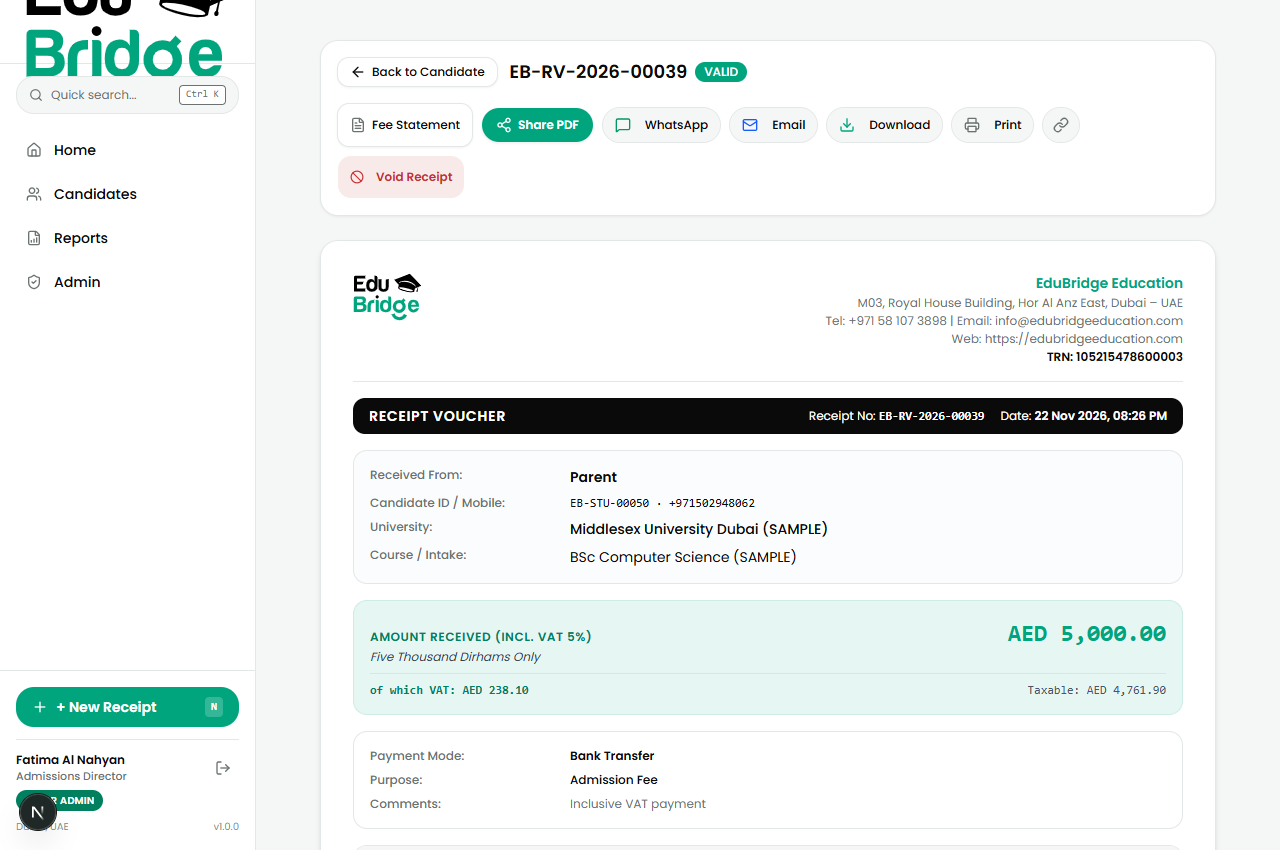 Edu
Bridge
Quick search...
Ctrl K
Home
Candidates
Reports
Admin
+ New Receipt
N
Fatima Al Nahyan
Admissions Director
R ADMIN
N
UAE
v1.0.0
Back to Candidate
EB-RV-2026-00039
VALID
Fee Statement
Share PDF
WhatsApp
Email
Download
Print
Void Receipt
Edu
Bridge
EduBridge Education
M03, Royal House Building, Hor Al Anz East, Dubai – UAE
Tel: +971 58 107 3898 | Email: info@edubridgeeducation.com
Web: https://edubridgeeducation.com
TRN: 105215478600003
RECEIPT VOUCHER
Receipt No: EB-RV-2026-00039 Date: 22 Nov 2026, 08:26 PM
Received From: Parent
Candidate ID / Mobile: EB-STU-00050 · +971502948062
University: Middlesex University Dubai (SAMPLE)
Course / Intake: BSc Computer Science (SAMPLE)
AMOUNT RECEIVED (INCL. VAT 5%) AED 5,000.00
Five Thousand Dirhams Only
of which VAT: AED 238.10 Taxable: AED 4,761.90
Payment Mode: Bank Transfer
Purpose: Admission Fee
Comments: Inclusive VAT payment